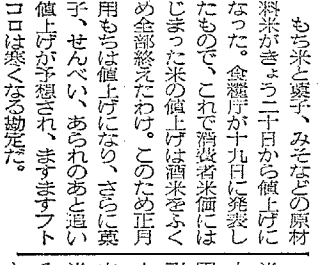 もち米と菓子、みそなどの原材
料米がきょう二十日から値上げに
なった。食糧庁が十九日に発表し
たもので、これで消費者米価には
じまった米の値上げは酒米をふく
め全部終えたわけ。このため正月
用もちは値上げになり、さらに菓
子、せんべい、あられのあと追い
値上げが予想され、ますますフト
コロは寒くなる勘定だ。